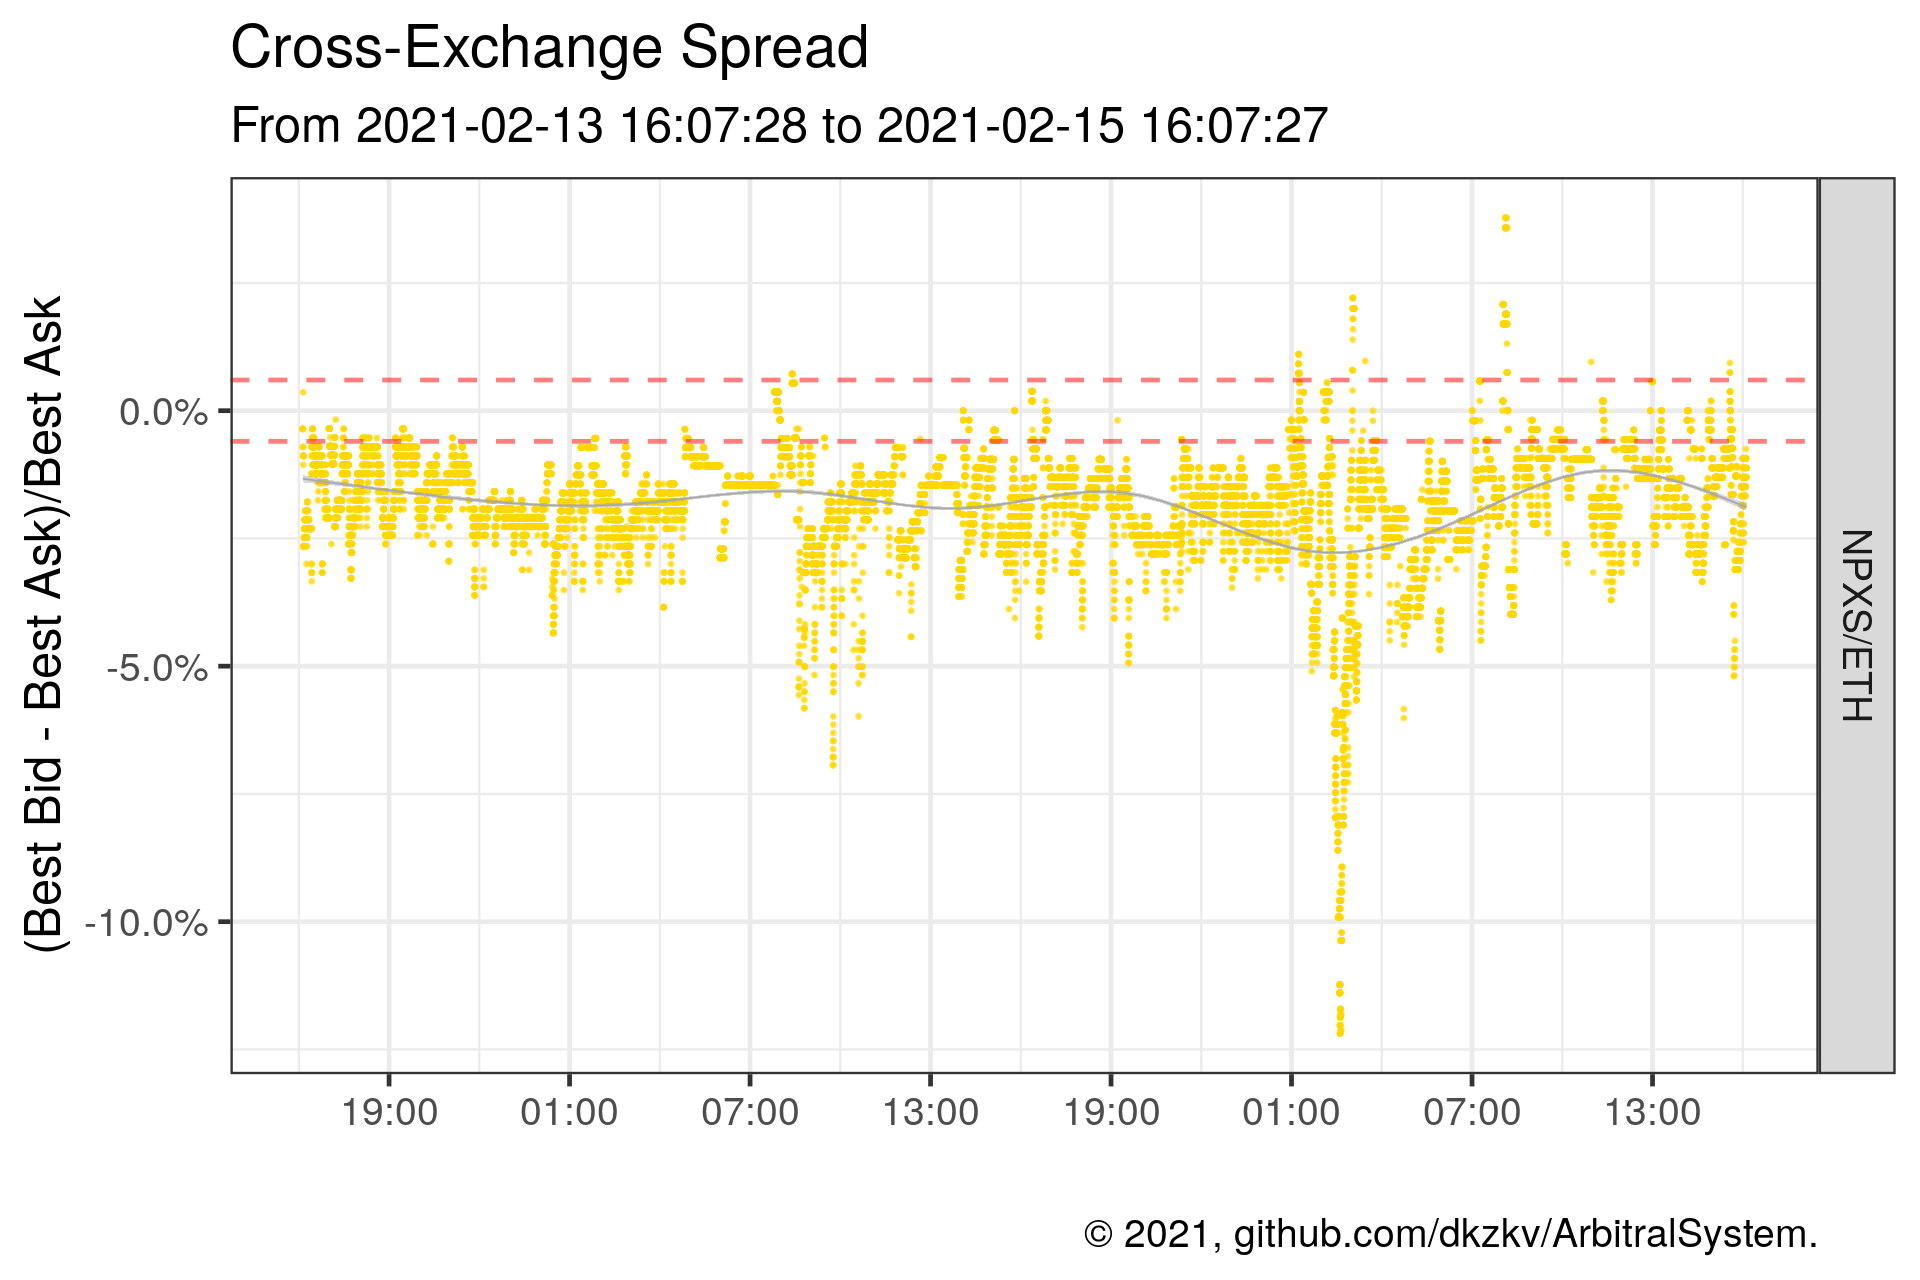 Cross-Exchange Spread
From 2021-02-13 16:07:28 to 2021-02-15 16:07:27
(Best Bid - Best Ask)/Best Ask
0.0%
-5.0%
-10.0%
NPXS/ETH
19:00 01:00 07:00 13:00 19:00 01:00 07:00 13:00
© 2021, github.com/dkzkv/ArbitralSystem.